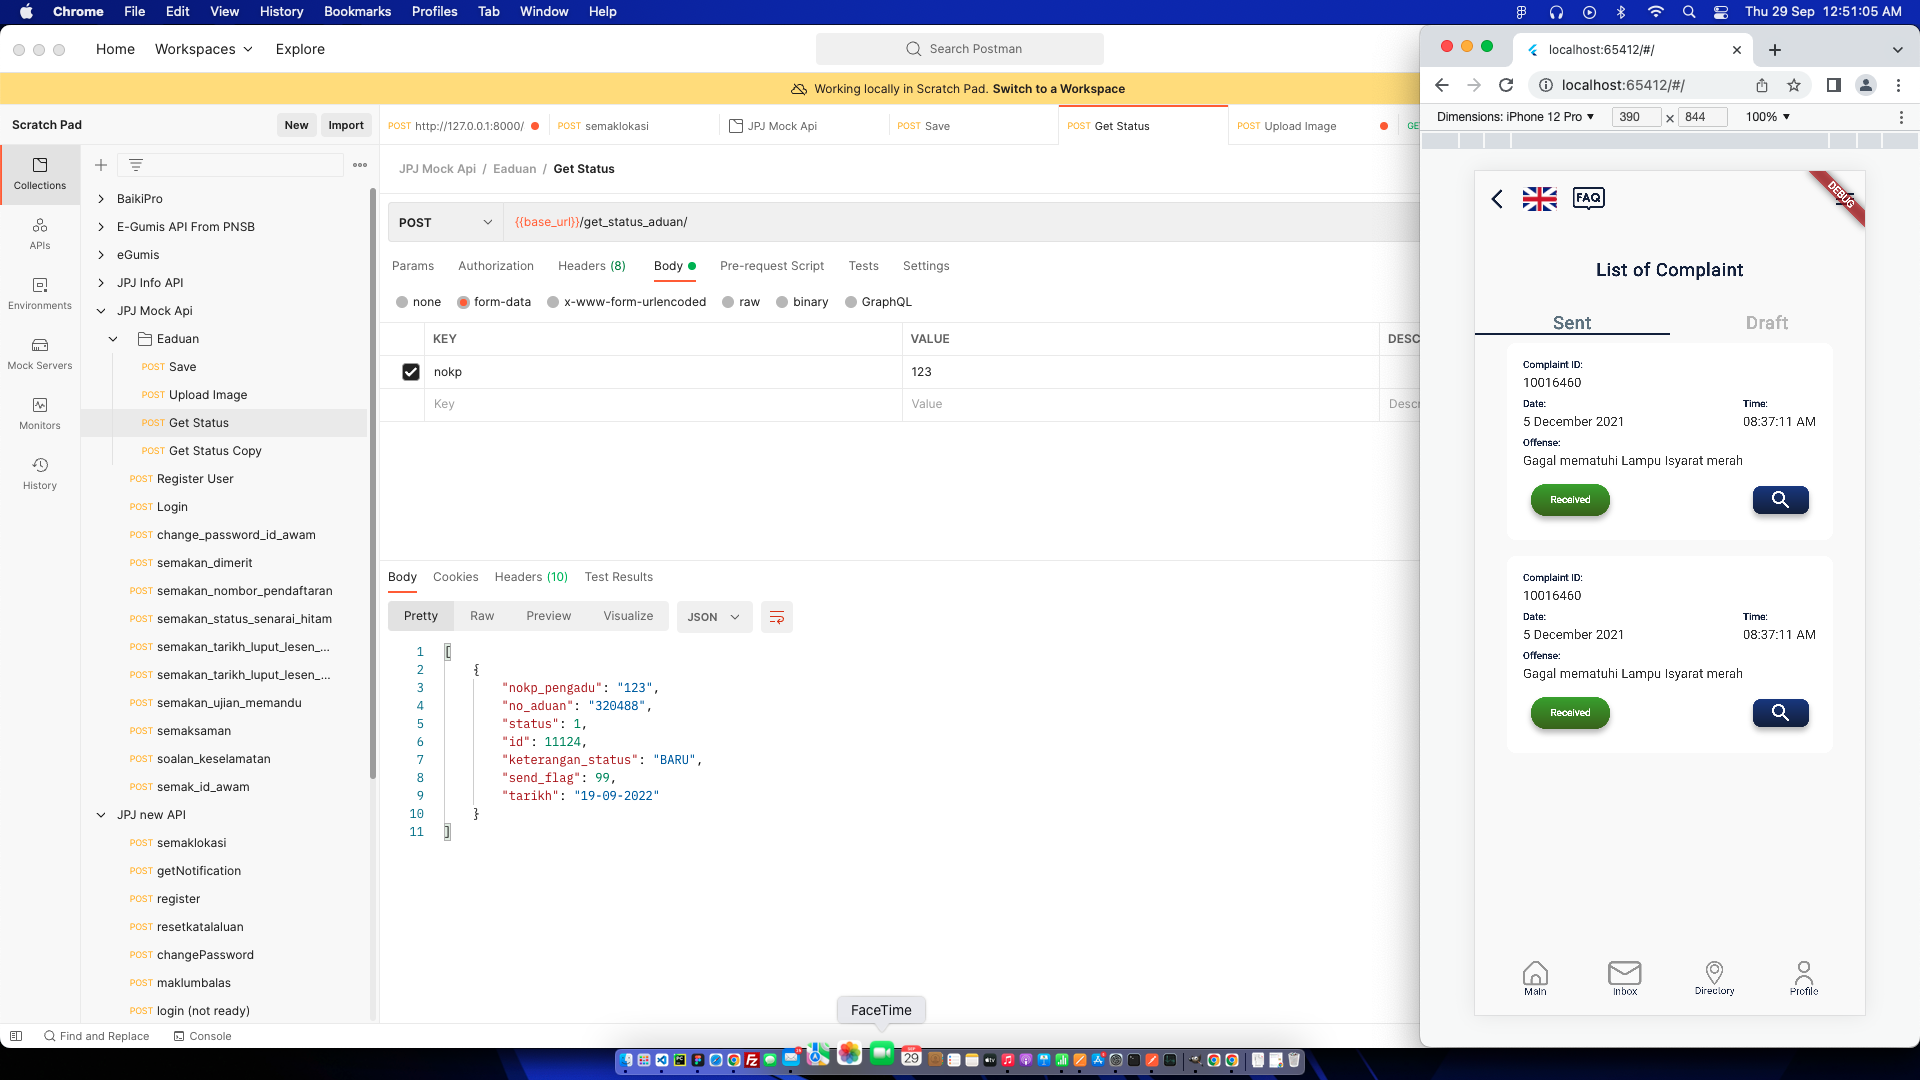 Chrome File Edit View History Bookmarks Profiles Tab Window Help
Thu 29 Sep 12:51:05 AM
Home Workspaces Explore
Search Postman
Working locally in Scratch Pad. Switch to a Workspace
Scratch Pad
New Import
POST http://127.0.0.1:8000/
POST semaklokasi
JPJ Mock Api
POST Save
POST Get Status
POST Upload Image
GE
Collections
APIs
Environments
Mock Servers
Monitors
History
BaikiPro
E-Gumis API From PNSB
eGumis
JPJ Info API
JPJ Mock Api
Eaduan
POST Save
POST Upload Image
POST Get Status
POST Get Status Copy
POST Register User
POST Login
POST change_password_id_awam
POST semakan_dimerit
POST semakan_nombor_pendaftaran
POST semakan_status_senarai_hitam
POST semakan_tarikh_luput_lesen_...
POST semakan_tarikh_luput_lesen_...
POST semakan_ujian_memandu
POST semaksaman
POST soalan_keselamatan
POST semak_id_awam
JPJ new API
POST semaklokasi
POST getNotification
POST register
POST resetkatalaluan
POST changePassword
POST maklumbalas
POST login (not ready)
JPJ Mock Api / Eaduan / Get Status
POST
{{base_url}}/get_status_aduan/
Params Authorization Headers (8) Body Pre-request Script Tests Settings
none form-data x-www-form-urlencoded raw binary GraphQL
KEY VALUE DESC
nokp 123
Key Value Descr
Body Cookies Headers (10) Test Results
Pretty Raw Preview Visualize JSON
1 [
2 {
3 "nokp_pengadu": "123",
4 "no_aduan": "320488",
5 "status": 1,
6 "id": 11124,
7 "keterangan_status": "BARU",
8 "send_flag": 99,
9 "tarikh": "19-09-2022"
10 }
11 ]
Find and Replace Console
FaceTime
29
localhost:65412/#/
localhost:65412/#/
Dimensions: iPhone 12 Pro 390 x 844 100%
FAQ
DEBUG
List of Complaint
Sent Draft
Complaint ID:
10016460
Date: Time:
5 December 2021 08:37:11 AM
Offense:
Gagal mematuhi Lampu Isyarat merah
Received
Complaint ID:
10016460
Date: Time:
5 December 2021 08:37:11 AM
Offense:
Gagal mematuhi Lampu Isyarat merah
Received
Main Inbox Directory Profile